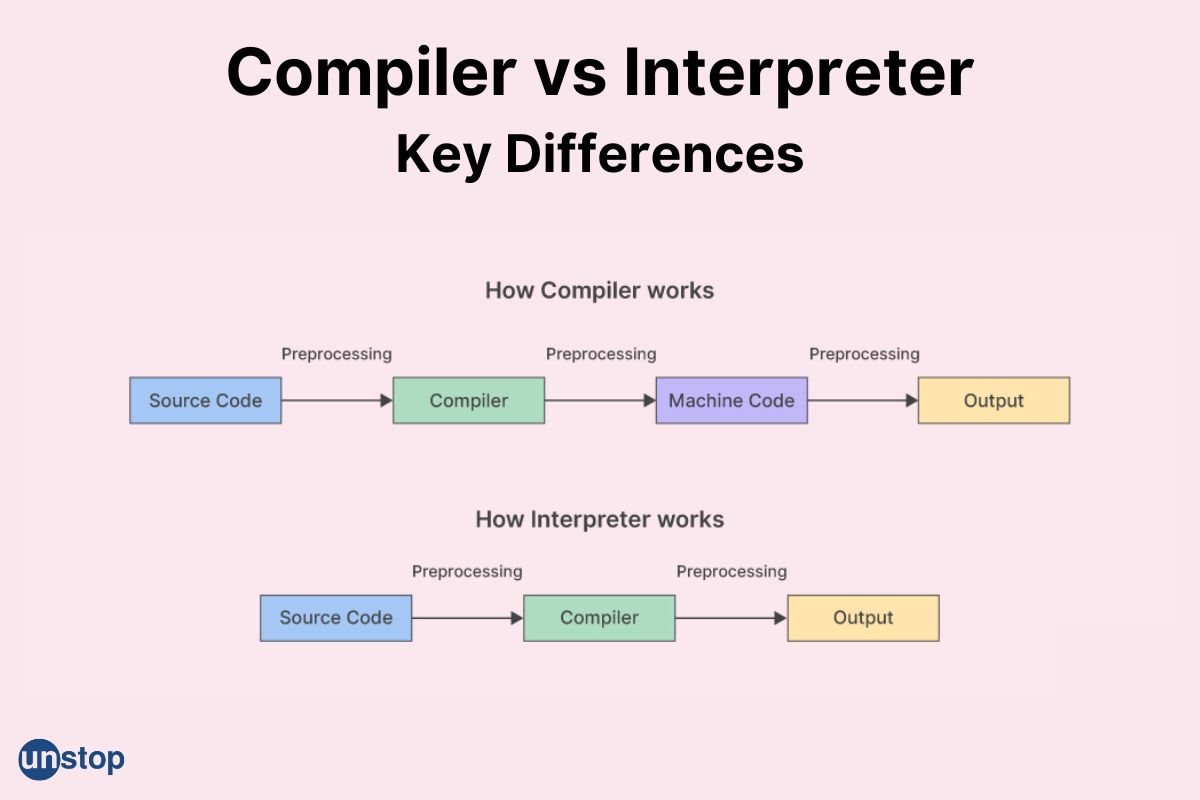 Compiler vs Interpreter
Key Differences
How Compiler works
Preprocessing Preprocessing Preprocessing
Source Code Compiler Machine Code Output
How Interpreter works
Preprocessing Preprocessing
Source Code Compiler Output
unstop